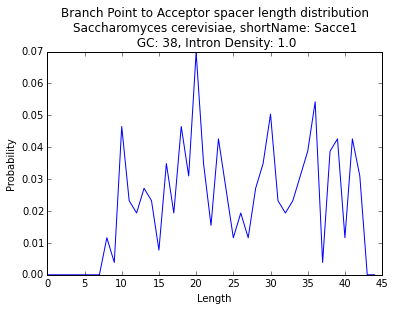 Branch Point to Acceptor spacer length distribution
Saccharomyces cerevisiae, shortName: Sacce1
GC: 38, Intron Density: 1.0
0.07
0.06
0.05
0.04
0.03
0.02
0.01
0.00
Probability
0 5 10 15 20 25 30 35 40 45
Length